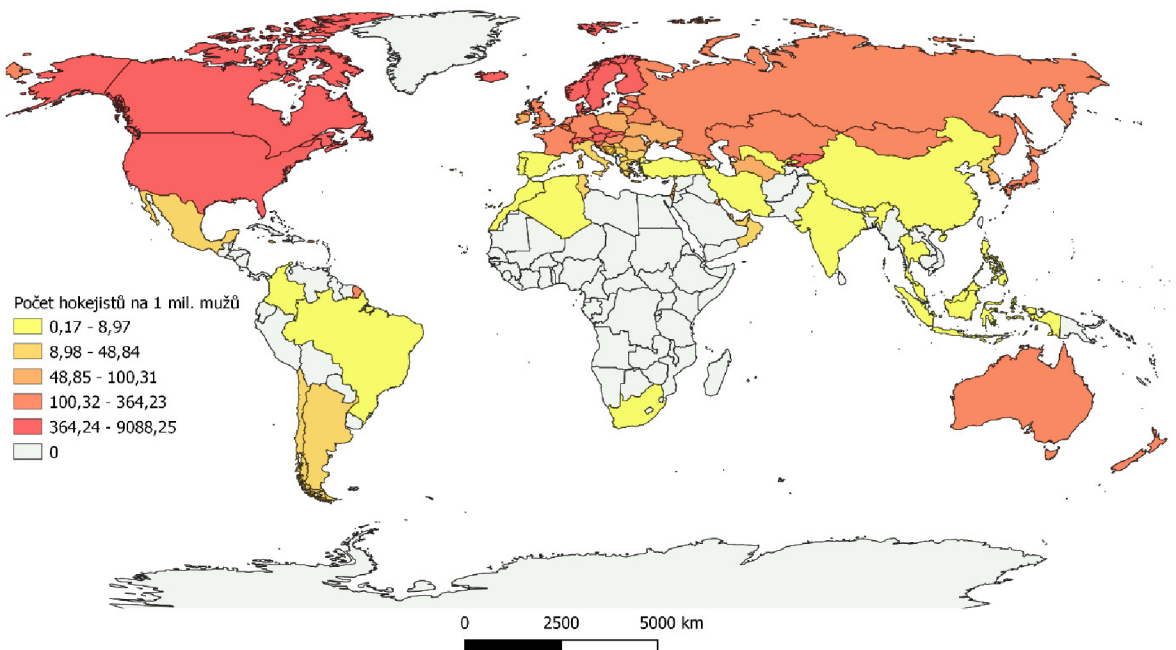 Počet hokejistů na 1 mil. mužů
0,17 - 8,97
8,98 - 48,84
48,85 - 100,31
100,32 - 364,23
364,24 - 9088,25
0
0 2500 5000 km